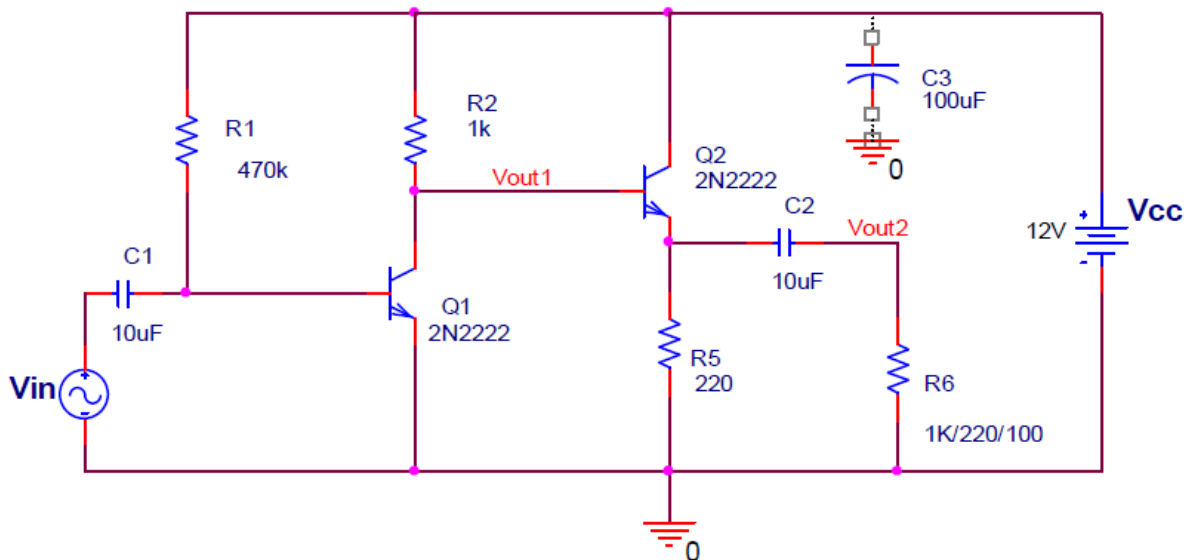 R1
470k
R2
1k
C3
100uF
0
Vout1
Q2
2N2222
C2
10uF
Vout2
12V
+
-
Vcc
C1
10uF
Q1
2N2222
Vin
+
-
R5
220
R6
1K/220/100
0